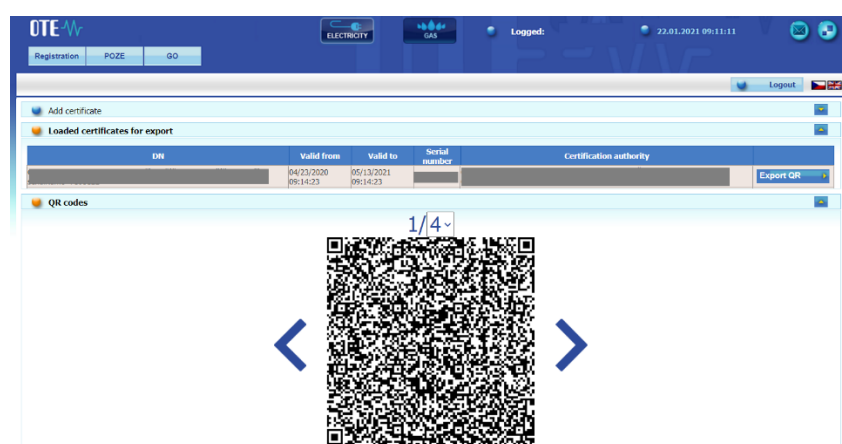 OTE
ELECTRICITY
GAS
Logged:
22.01.2021 09:11:11
Registration POZE GO
Logout
Add certificate
Loaded certificates for export
DN Valid from Valid to Serial number Certification authority
04/23/2020 09:14:23 05/13/2021 09:14:23 Export QR
QR codes
1/4